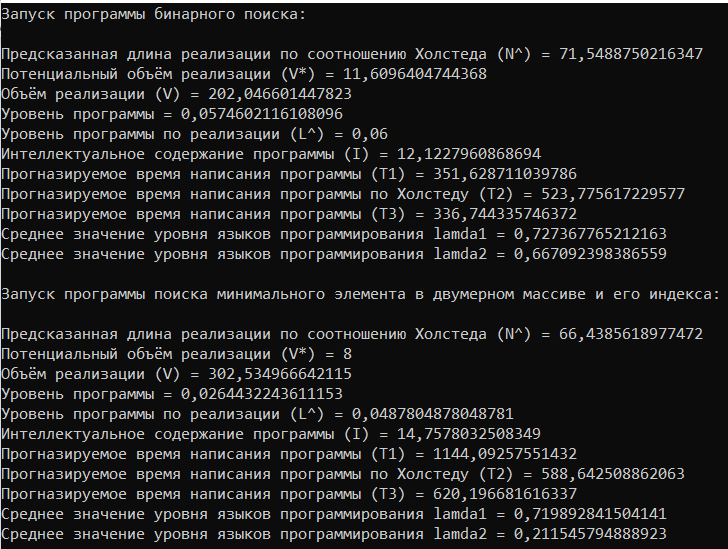 Запуск программы бинарного поиска:
Предсказанная длина реализации по соотношению Холстеда (N^) = 71,5488750216347
Потенциальный объём реализации (V*) = 11,6096404744368
Объём реализации (V) = 202,046601447823
Уровень программы = 0,0574602116108096
Уровень программы по реализации (L^) = 0,06
Интеллектуальное содержание программы (I) = 12,1227960868694
Прогназируемое время написания программы (T1) = 351,628711039786
Прогназируемое время написания программы по Холстеду (T2) = 523,775617229577
Прогназируемое время написания программы (T3) = 336,744335746372
Среднее значение уровня языков программирования lamda1 = 0,727367765212163
Среднее значение уровня языков программирования lamda2 = 0,667092398386559
Запуск программы поиска минимального элемента в двумерном массиве и его индекса:
Предсказанная длина реализации по соотношению Холстеда (N^) = 66,4385618977472
Потенциальный объём реализации (V*) = 8
Объём реализации (V) = 302,534966642115
Уровень программы = 0,0264432243611153
Уровень программы по реализации (L^) = 0,0487804878048781
Интеллектуальное содержание программы (I) = 14,7578032508349
Прогназируемое время написания программы (T1) = 1144,09257551432
Прогназируемое время написания программы по Холстеду (T2) = 588,642508862063
Прогназируемое время написания программы (T3) = 620,196681616337
Среднее значение уровня языков программирования lamda1 = 0,719892841504141
Среднее значение уровня языков программирования lamda2 = 0,211545794888923